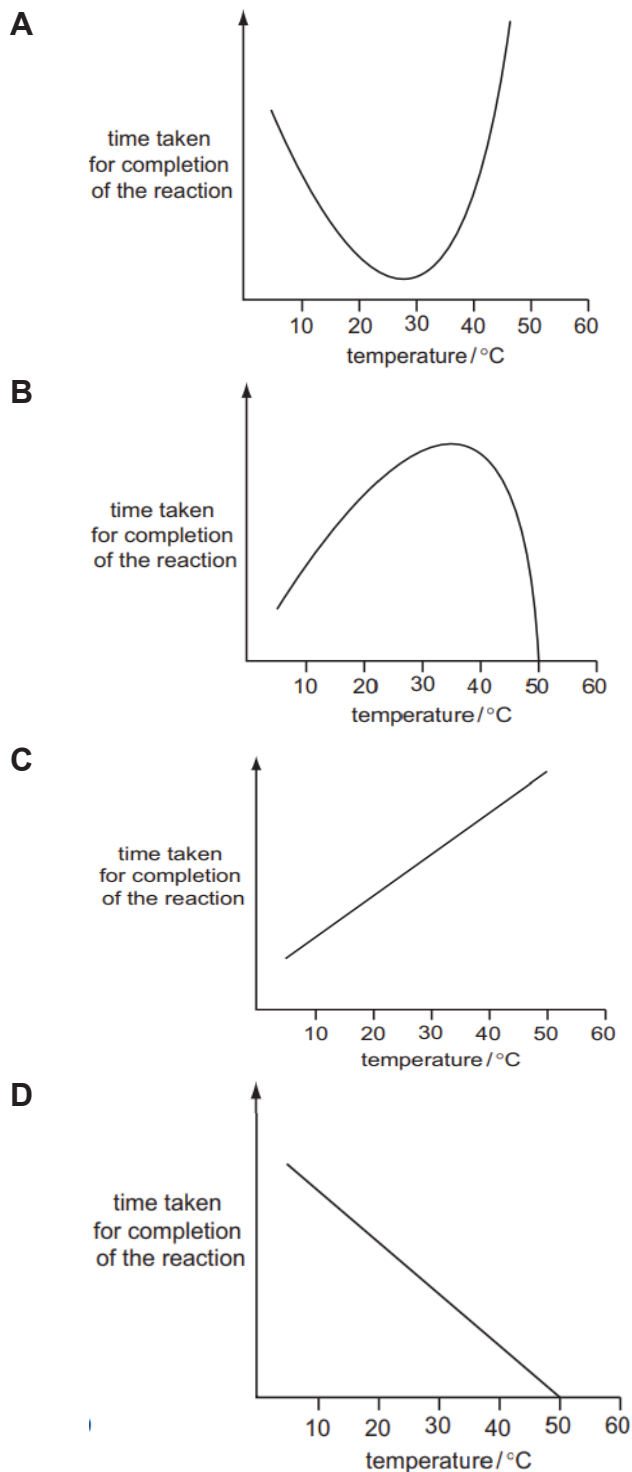 A
time taken
for completion
of the reaction
10 20 30 40 50 60
temperature/°C
B
time taken
for completion
of the reaction
10 20 30 40 50 60
temperature/°C
C
time taken
for completion
of the reaction
10 20 30 40 50 60
temperature/°C
D
time taken
for completion
of the reaction
10 20 30 40 50 60
temperature/°C